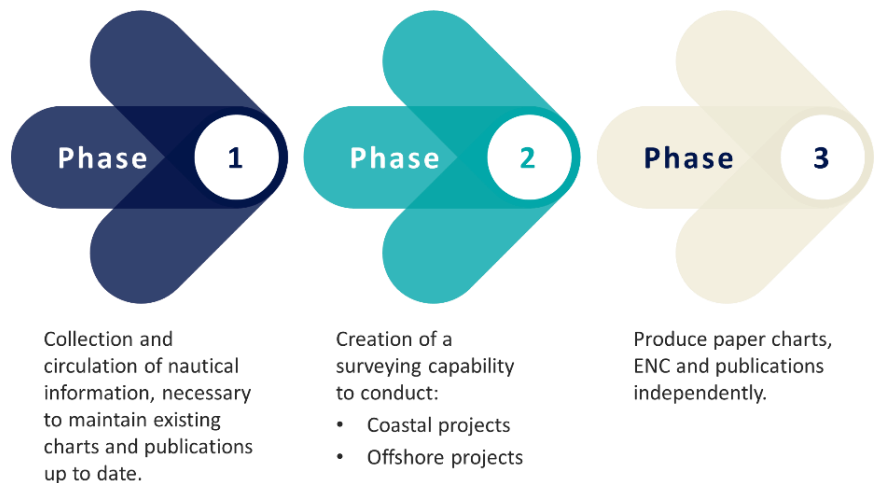 Phase 1
Phase 2
Phase 3
Collection and
circulation of nautical
information, necessary
to maintain existing
charts and publications
up to date.
Creation of a
surveying capability
to conduct:
• Coastal projects
• Offshore projects
Produce paper charts,
ENC and publications
independently.